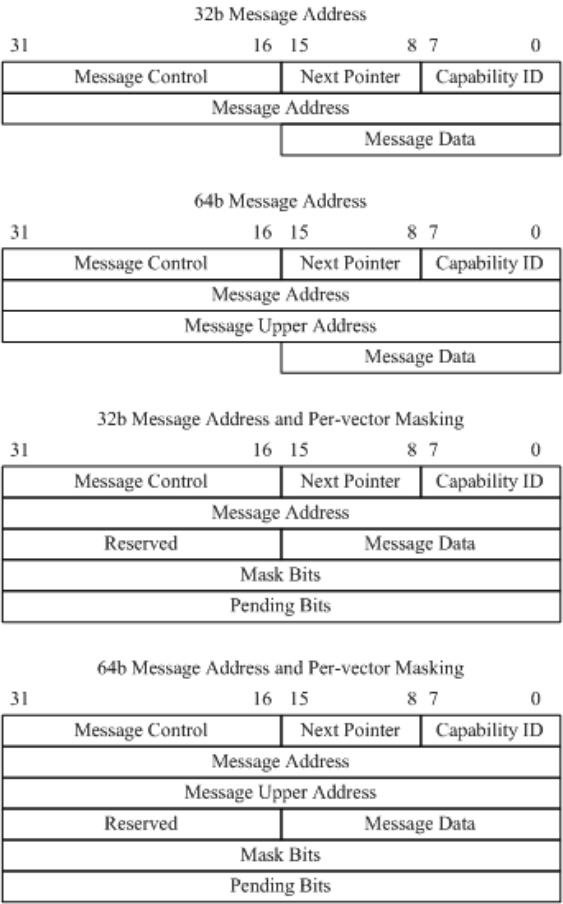 32b Message Address
31 16 15 8 7 0
Message Control Next Pointer Capability ID
Message Address
Message Data
64b Message Address
31 16 15 8 7 0
Message Control Next Pointer Capability ID
Message Address
Message Upper Address
Message Data
32b Message Address and Per-vector Masking
31 16 15 8 7 0
Message Control Next Pointer Capability ID
Message Address
Reserved Message Data
Mask Bits
Pending Bits
64b Message Address and Per-vector Masking
31 16 15 8 7 0
Message Control Next Pointer Capability ID
Message Address
Message Upper Address
Reserved Message Data
Mask Bits
Pending Bits